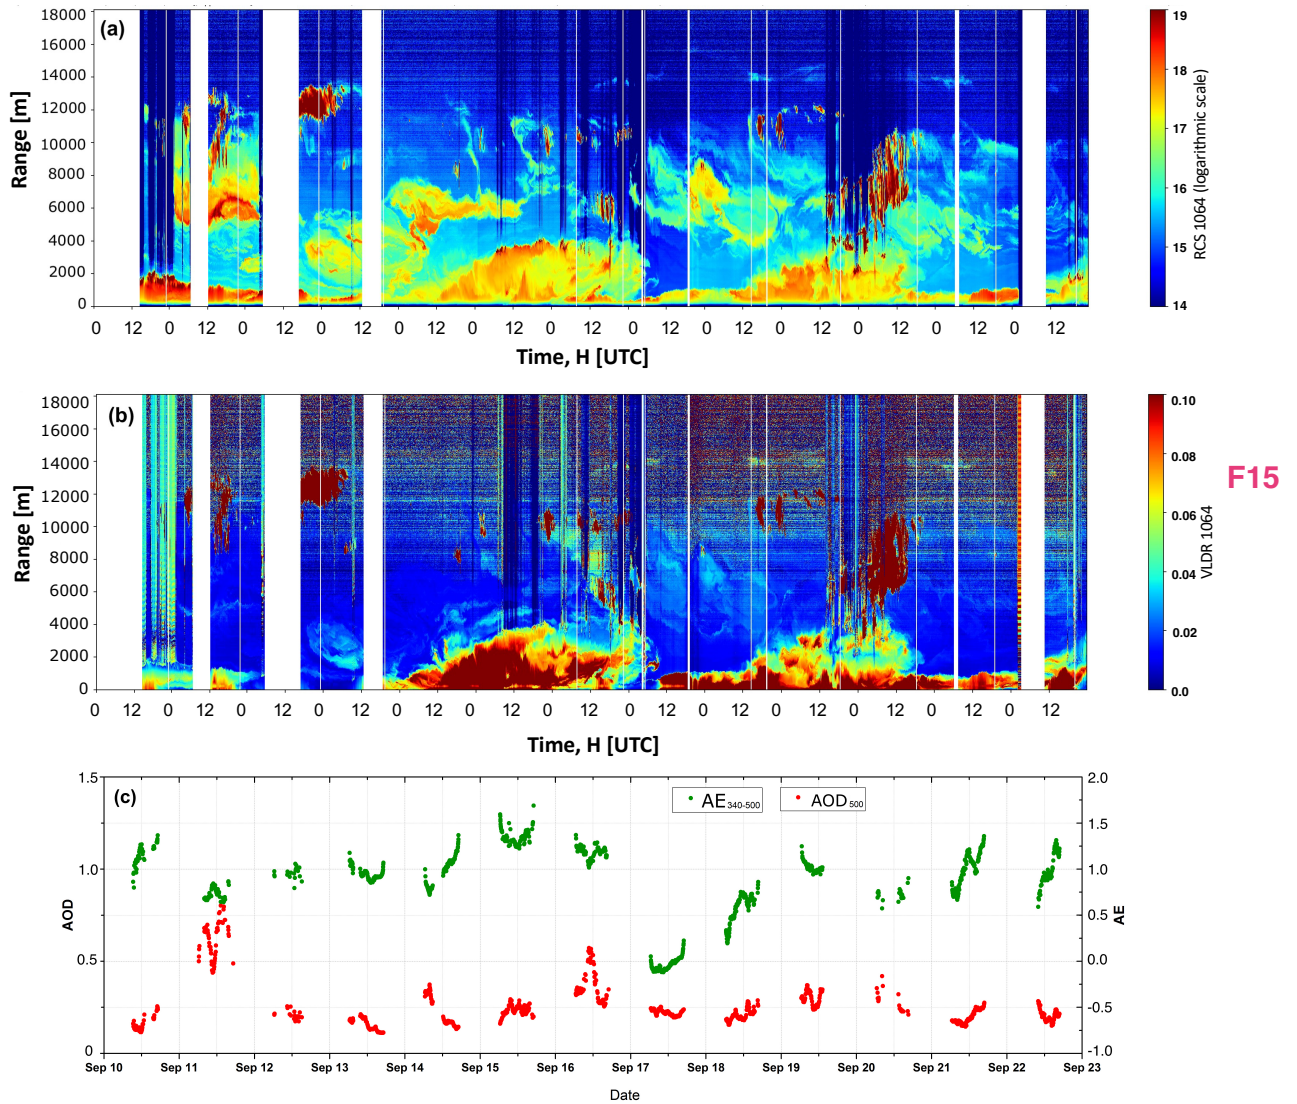 (a)
18000
16000
14000
12000
10000
8000
6000
4000
2000
0
Range [m]
0 12 0 12 0 12 0 12 0 12 0 12 0 12 0 12 0 12 0 12 0 12 0 12 0 12
Time, H [UTC]
19
18
17
16
15
14
RCS 1064 (logarithmic scale)
(b)
18000
16000
14000
12000
10000
8000
6000
4000
2000
0
Range [m]
0 12 0 12 0 12 0 12 0 12 0 12 0 12 0 12 0 12 0 12 0 12 0 12 0 12
Time, H [UTC]
0.10
0.08
0.06
0.04
0.02
0.0
VLDR 1064
F15
(c)
AE 340-500
AOD 500
1.5
1.0
0.5
0
AOD
2.0
1.5
1.0
0.5
0.0
-0.5
-1.0
AE
Sep 10 Sep 11 Sep 12 Sep 13 Sep 14 Sep 15 Sep 16 Sep 17 Sep 18 Sep 19 Sep 20 Sep 21 Sep 22 Sep 23
Date